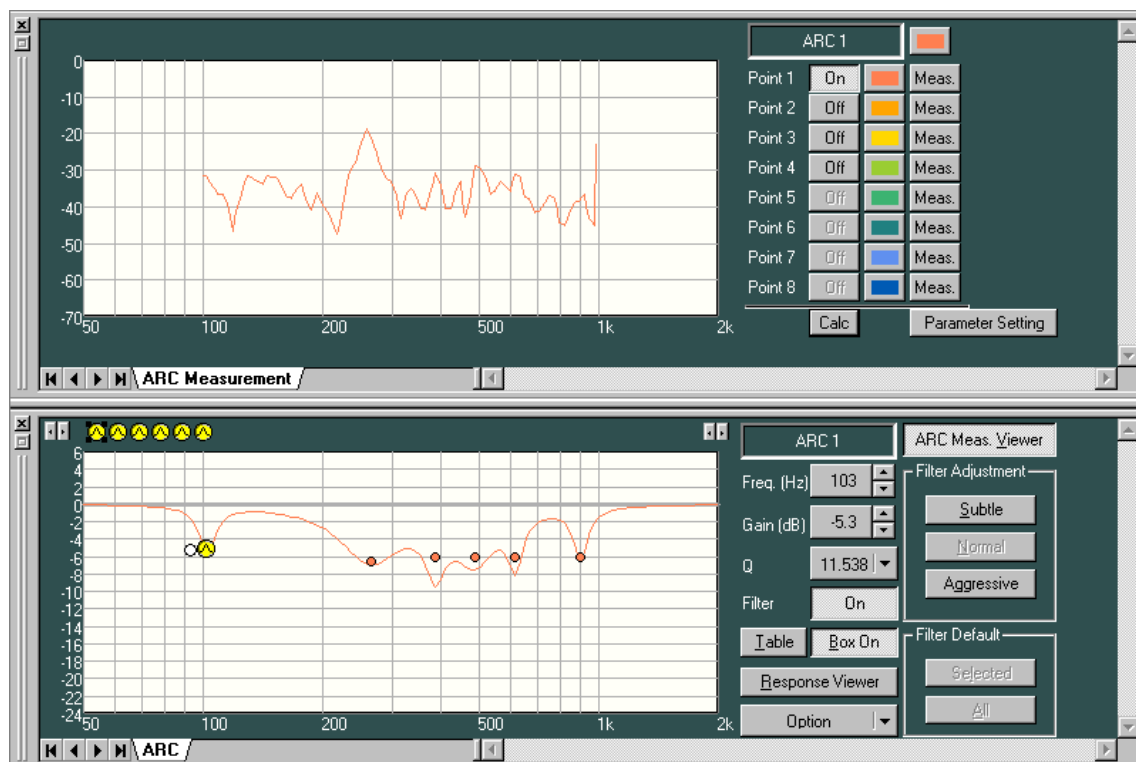 ARC 1
0
-10
-20
-30
-40
-50
-60
-70
50
100
200
500
1k
2k
Point 1 On Meas.
Point 2 Off Meas.
Point 3 Off Meas.
Point 4 Off Meas.
Point 5 Off Meas.
Point 6 Off Meas.
Point 7 Off Meas.
Point 8 Off Meas.
Calc Parameter Setting
ARC Measurement
6
4
2
0
-2
-4
-6
-8
-10
-12
-14
-16
-18
-20
-22
-24
50
100
200
500
1k
2k
ARC 1
Freq. (Hz) 103
Gain (dB) -5.3
Q 11.538
Filter On
Table Box On
Response Viewer
Option
ARC Meas. Viewer
Filter Adjustment
Subtle
Normal
Aggressive
Filter Default
Selected
All
ARC